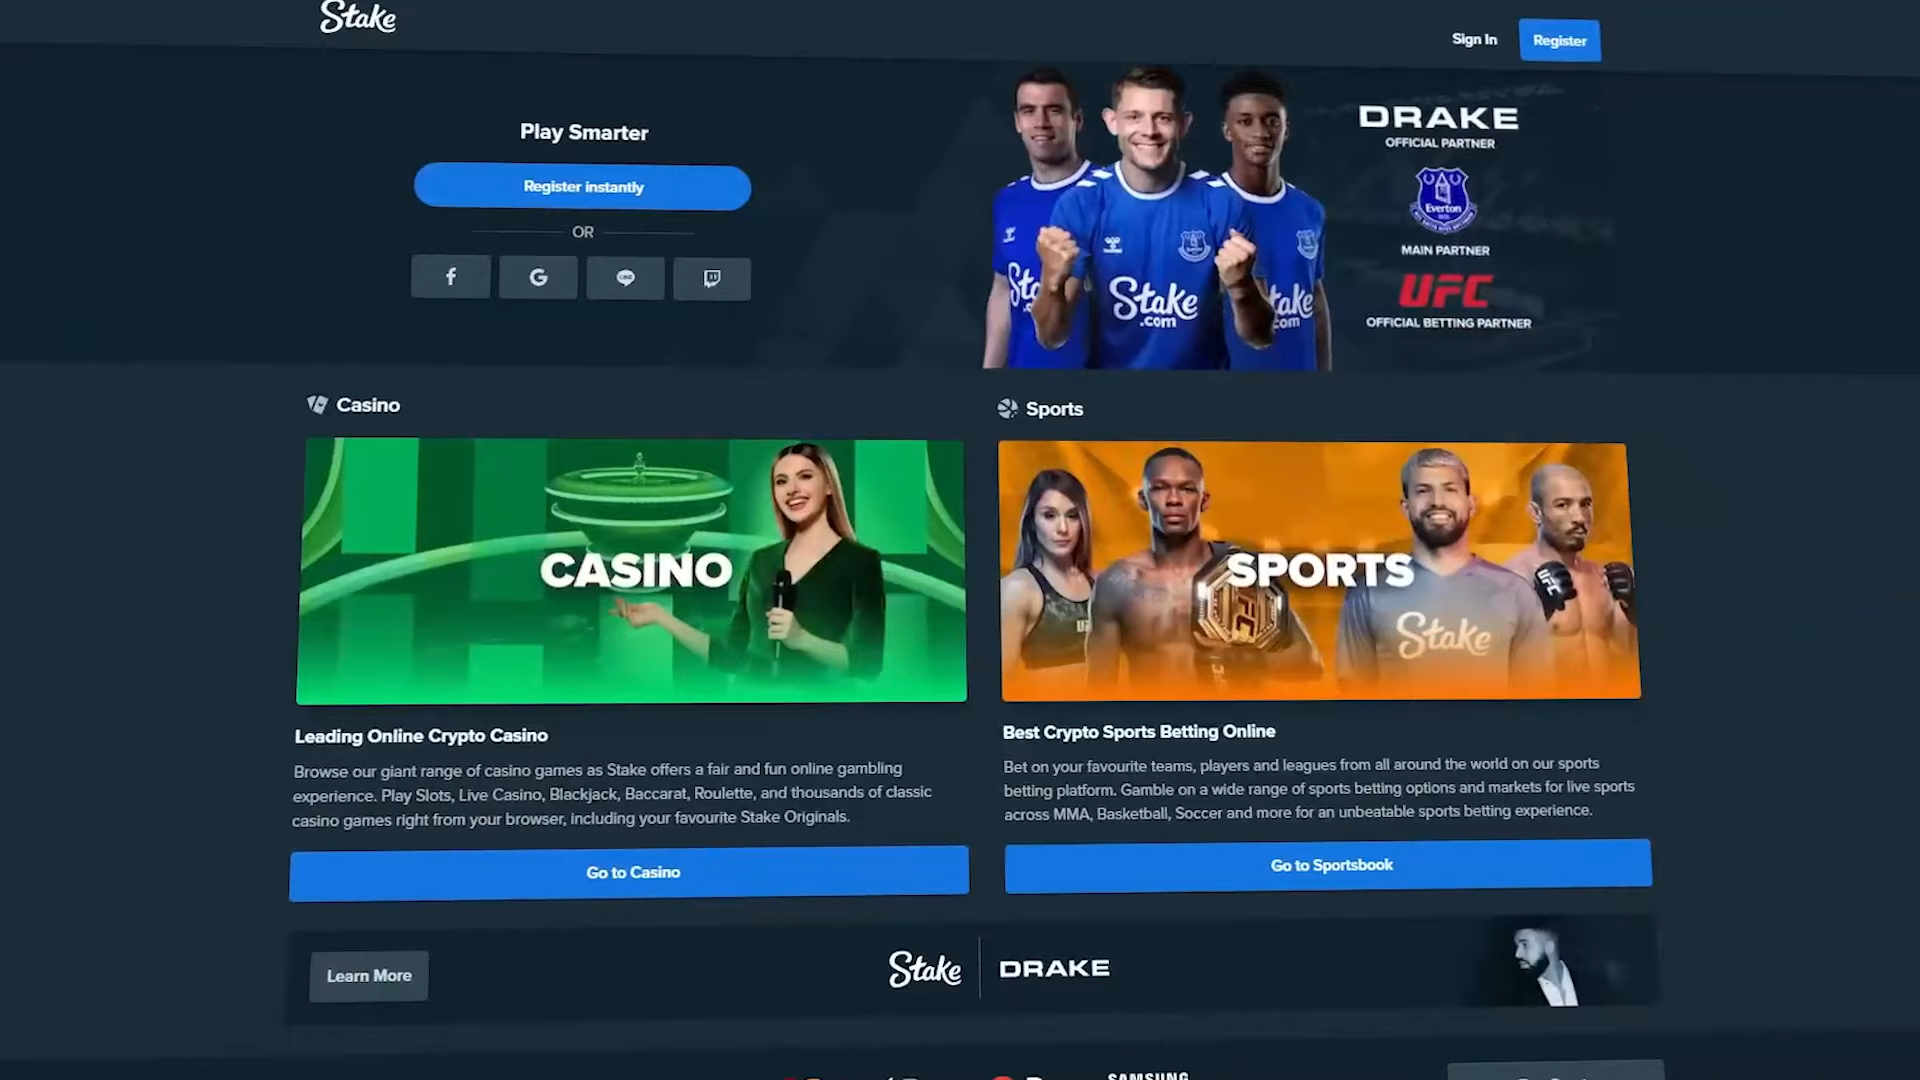 Stake
Sign In
Register
Play Smarter
Register instantly
OR
DRAKE
OFFICIAL PARTNER
Everton
MAIN PARTNER
UFC
OFFICIAL BETTING PARTNER
Stake
.com
Casino
Sports
CASINO
SPORTS
UFC
Stake
UFC
Leading Online Crypto Casino
Browse our giant range of casino games as Stake offers a fair and fun online gambling
experience. Play Slots, Live Casino, Blackjack, Baccarat, Roulette, and thousands of classic
casino games right from your browser, including your favourite Stake Originals.
Go to Casino
Best Crypto Sports Betting Online
Bet on your favourite teams, players and leagues from all around the world on our sports
betting platform. Gamble on a wide range of sports betting options and markets for live sports
across MMA, Basketball, Soccer and more for an unbeatable sports betting experience.
Go to Sportsbook
Learn More
Stake
DRAKE
SAMSUNG